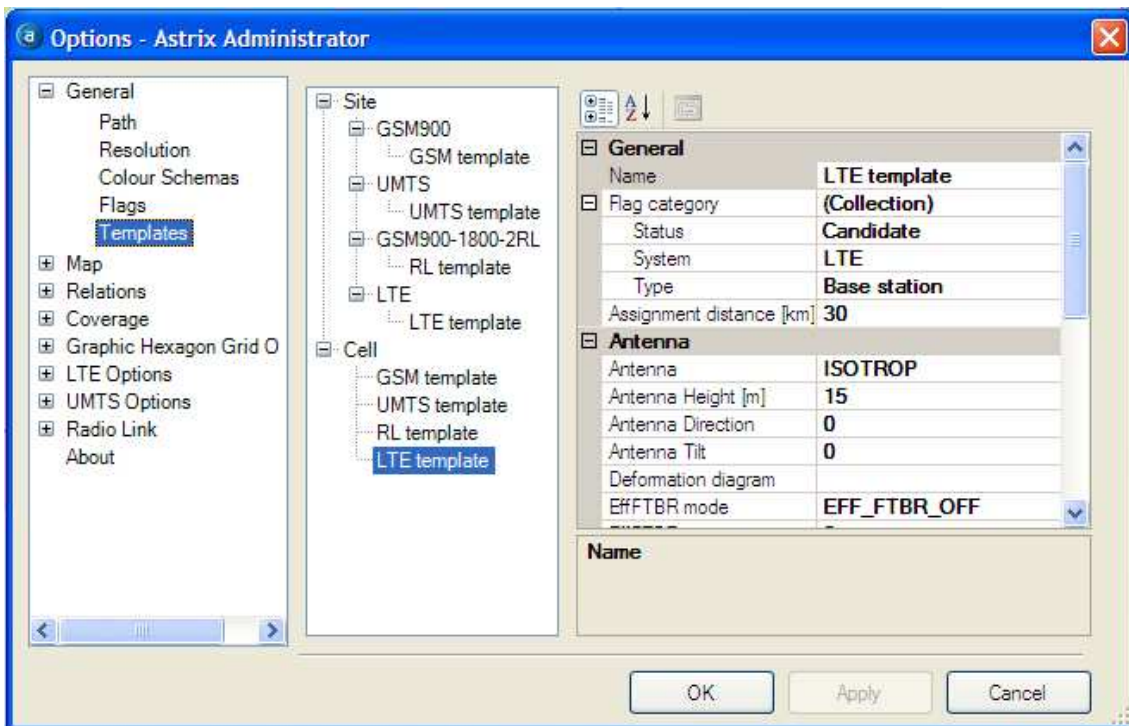 Options - Astrix Administrator
General
Path
Resolution
Colour Schemas
Flags
Templates
Map
Relations
Coverage
Graphic Hexagon Grid O
LTE Options
UMTS Options
Radio Link
About
Site
GSM900
GSM template
UMTS
UMTS template
GSM900-1800-2RL
RL template
LTE
LTE template
Cell
GSM template
UMTS template
RL template
LTE template
General
Name LTE template
Flag category (Collection)
Status Candidate
System LTE
Type Base station
Assignment distance [km] 30
Antenna
Antenna ISOTROP
Antenna Height [m] 15
Antenna Direction 0
Antenna Tilt 0
Deformation diagram
EffFTBR mode EFF_FTBR_OFF
Name
OK
Apply
Cancel